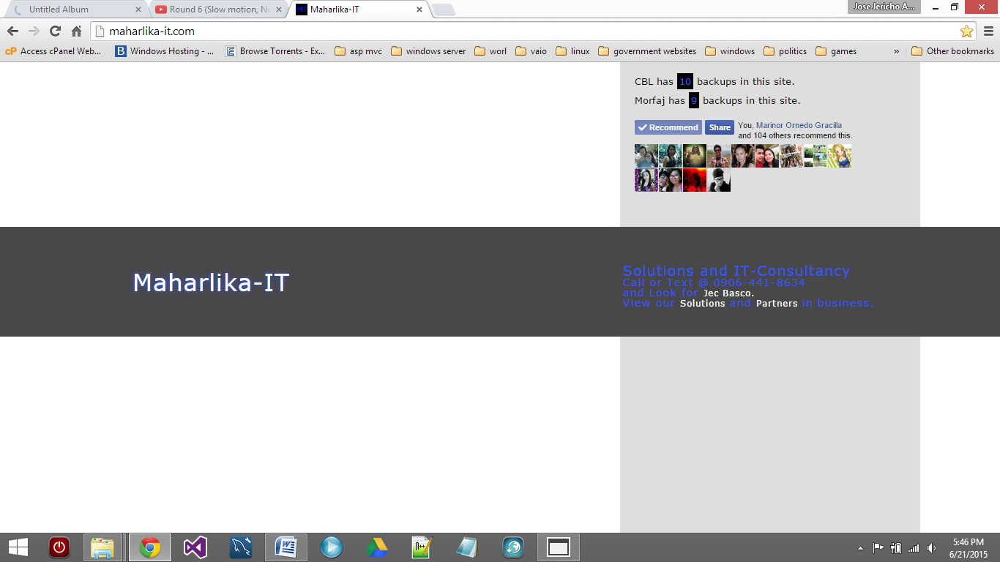 Untitled Album
Round 6 (Slow motion, No
Maharlika-IT
Jose Jericho A...
maharlika-it.com
Access cPanel Web...
Windows Hosting - ...
Browse Torrents - Ex...
asp mvc
windows server
worl
vaio
linux
government websites
windows
politics
games
»
Other bookmarks
CBL has 10 backups in this site.
Morfaj has 9 backups in this site.
Recommend
Share
You, Marinor Ornedo Gracilla
and 104 others recommend this.
Maharlika-IT
Solutions and IT-Consultancy
Call or Text @ 0906-441-8634
and Look for Jec Basco.
View our Solutions and Partners in business.
5:46 PM
6/21/2015